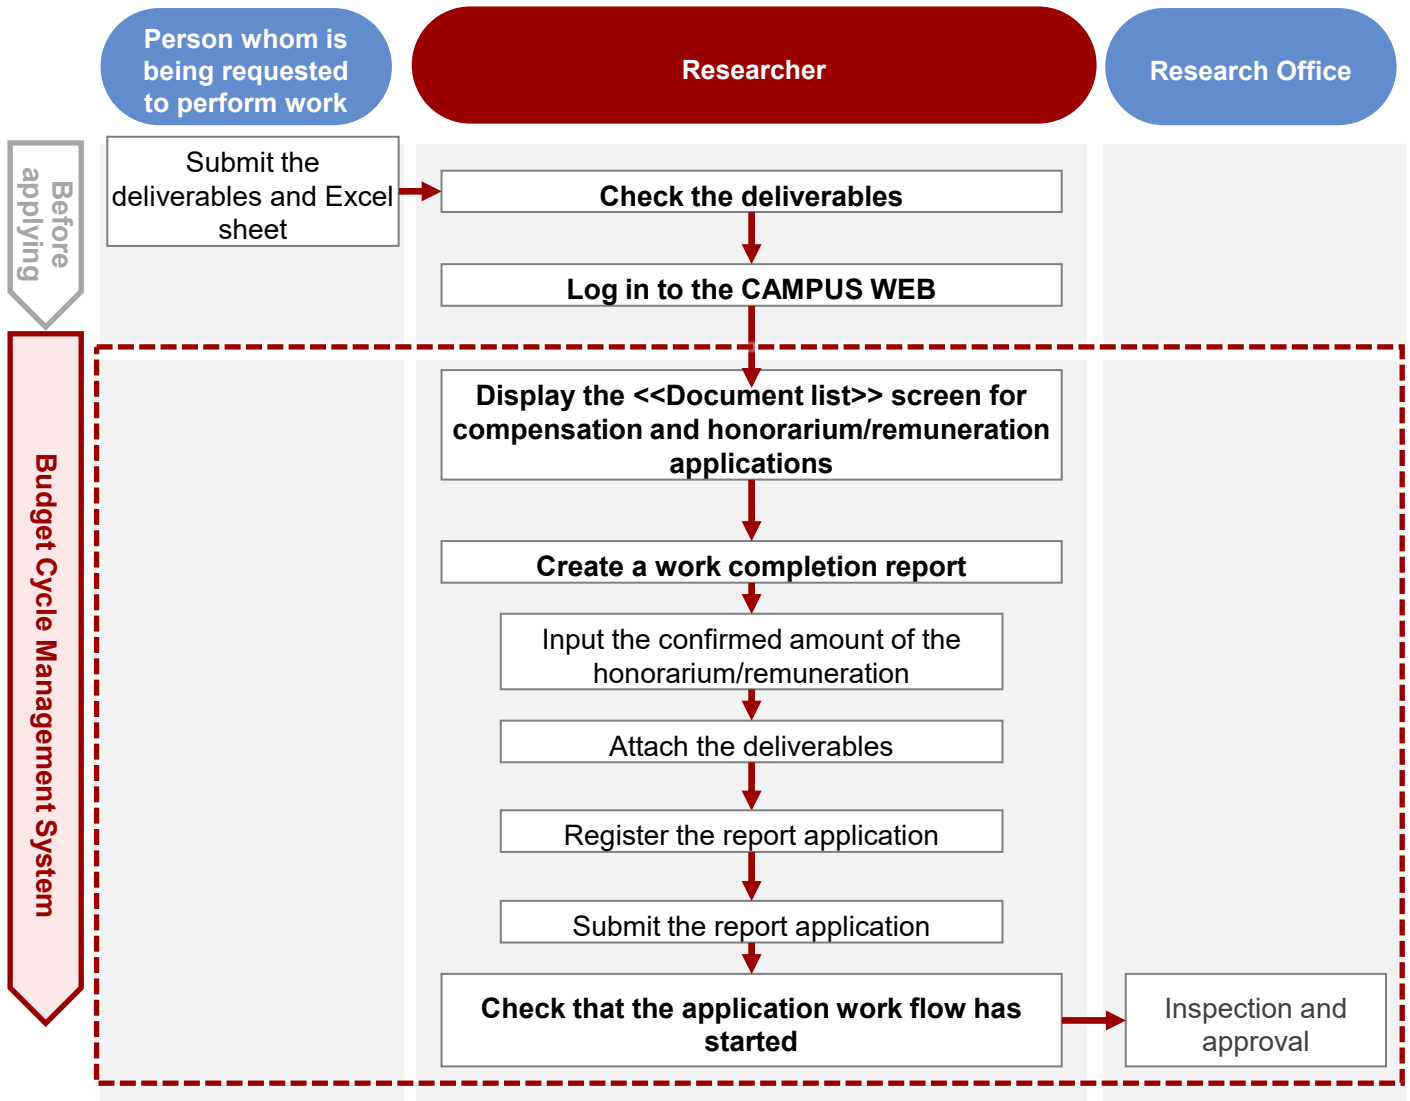 Person whom is
being requested
to perform work
Researcher
Research Office
Before
applying
Submit the
deliverables and Excel
sheet
Check the deliverables
Log in to the CAMPUS WEB
Budget Cycle Management System
Display the <<Document list>> screen for
compensation and honorarium/remuneration
applications
Create a work completion report
Input the confirmed amount of the
honorarium/remuneration
Attach the deliverables
Register the report application
Submit the report application
Check that the application work flow has
started
Inspection and
approval